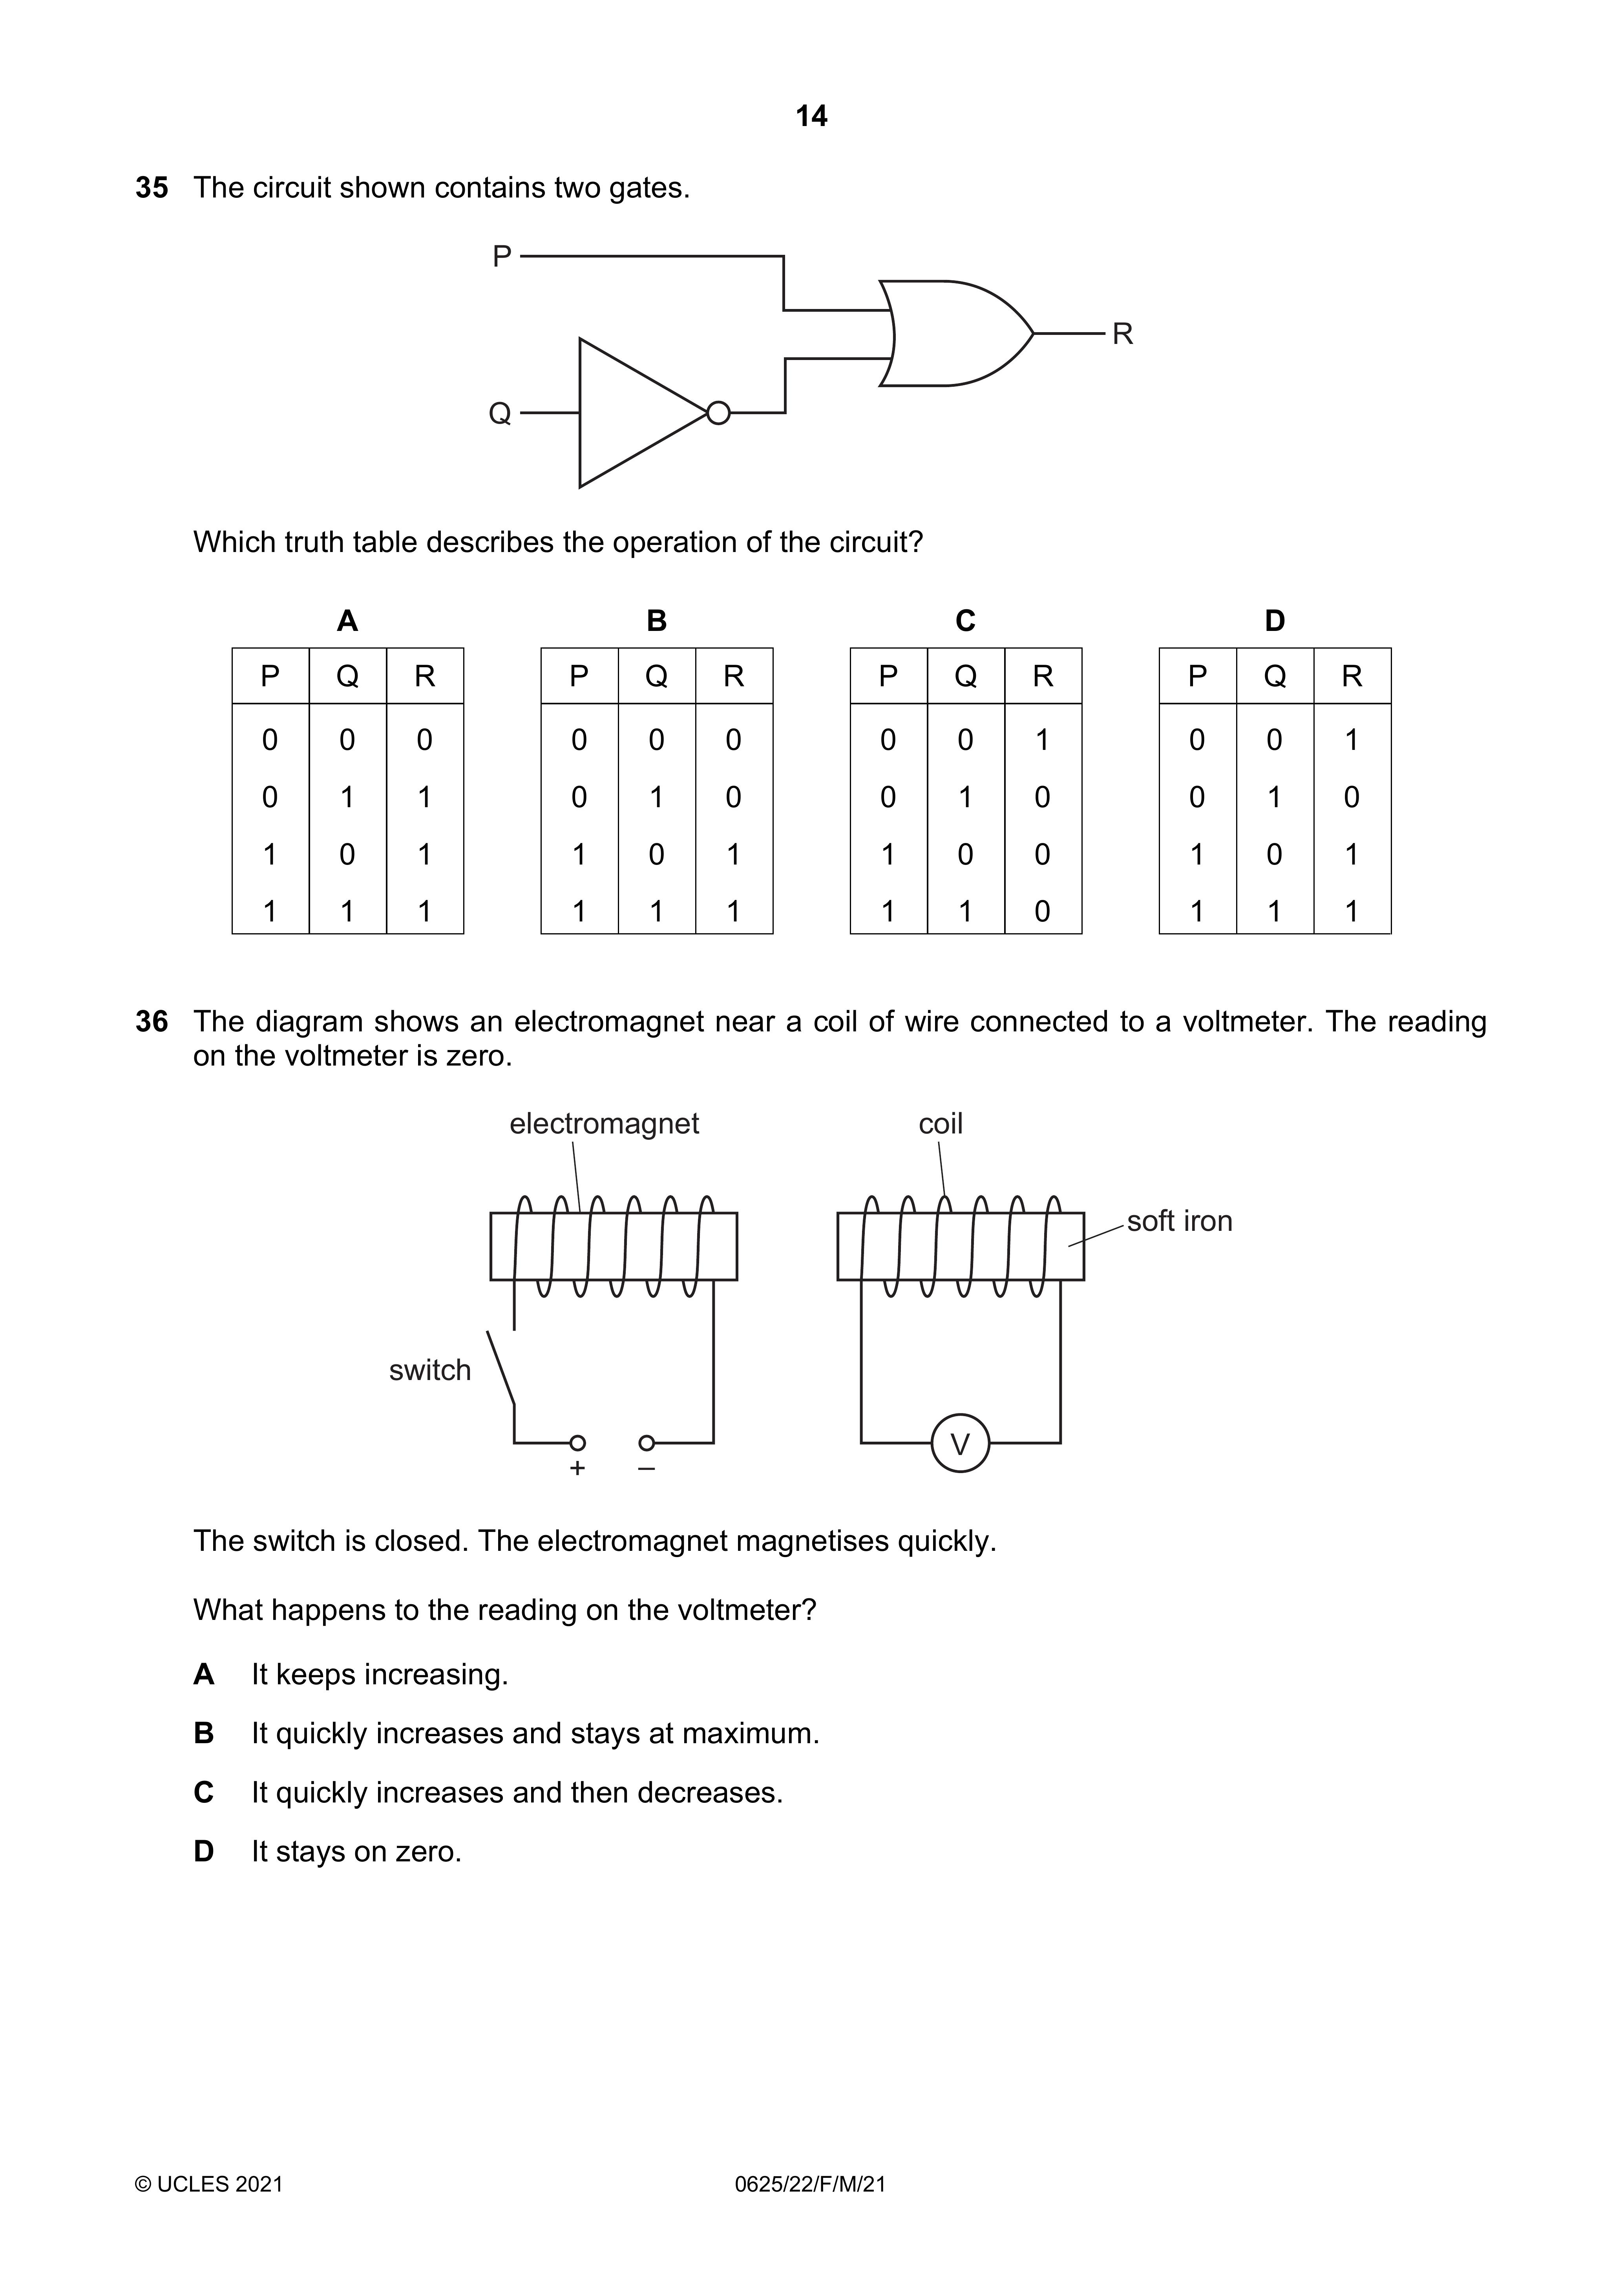 14
35 The circuit shown contains two gates.
P
R
Q
Which truth table describes the operation of the circuit?
A B C D
P Q R P Q R P Q R P Q R
0 0 0 0 0 0 0 0 1 0 0 1
0 1 1 0 1 0 0 1 0 0 1 0
1 0 1 1 0 1 1 0 0 1 0 1
1 1 1 1 1 1 1 1 0 1 1 1
36 The diagram shows an electromagnet near a coil of wire connected to a voltmeter. The reading
on the voltmeter is zero.
electromagnet coil
soft iron
switch
V
+ –
The switch is closed. The electromagnet magnetises quickly.
What happens to the reading on the voltmeter?
A It keeps increasing.
B It quickly increases and stays at maximum.
C It quickly increases and then decreases.
D It stays on zero.
© UCLES 2021 0625/22/F/M/21